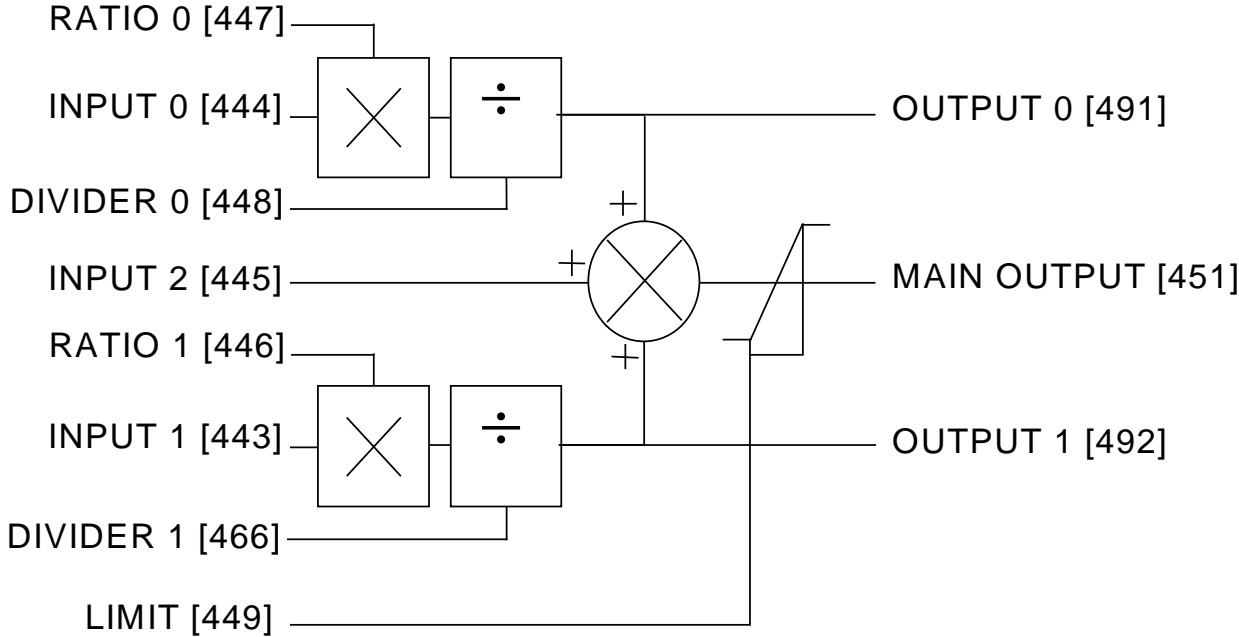 RATIO 0 [447]
INPUT 0 [444]
OUTPUT 0 [491]
DIVIDER 0 [448]
INPUT 2 [445]
MAIN OUTPUT [451]
RATIO 1 [446]
INPUT 1 [443]
OUTPUT 1 [492]
DIVIDER 1 [466]
LIMIT [449]